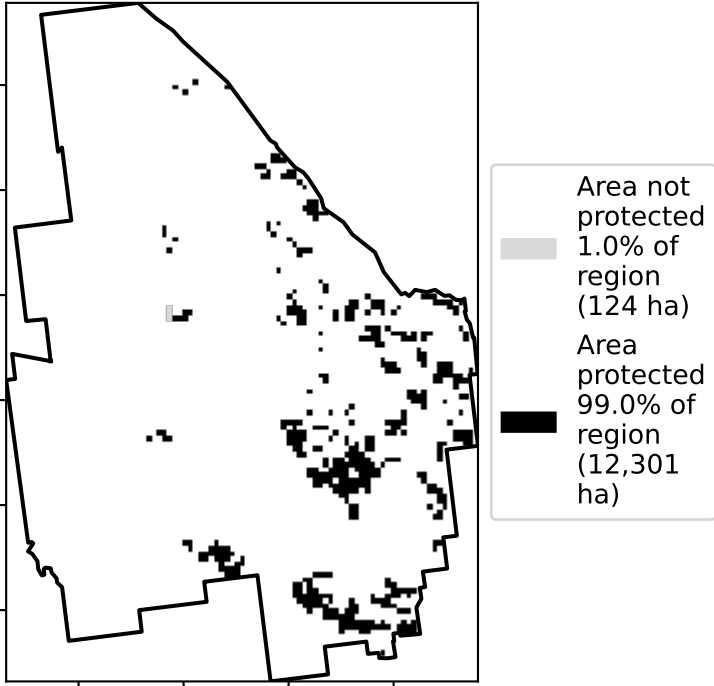 Area not
protected
1.0% of
region
(124 ha)
Area
protected
99.0% of
region
(12,301
ha)